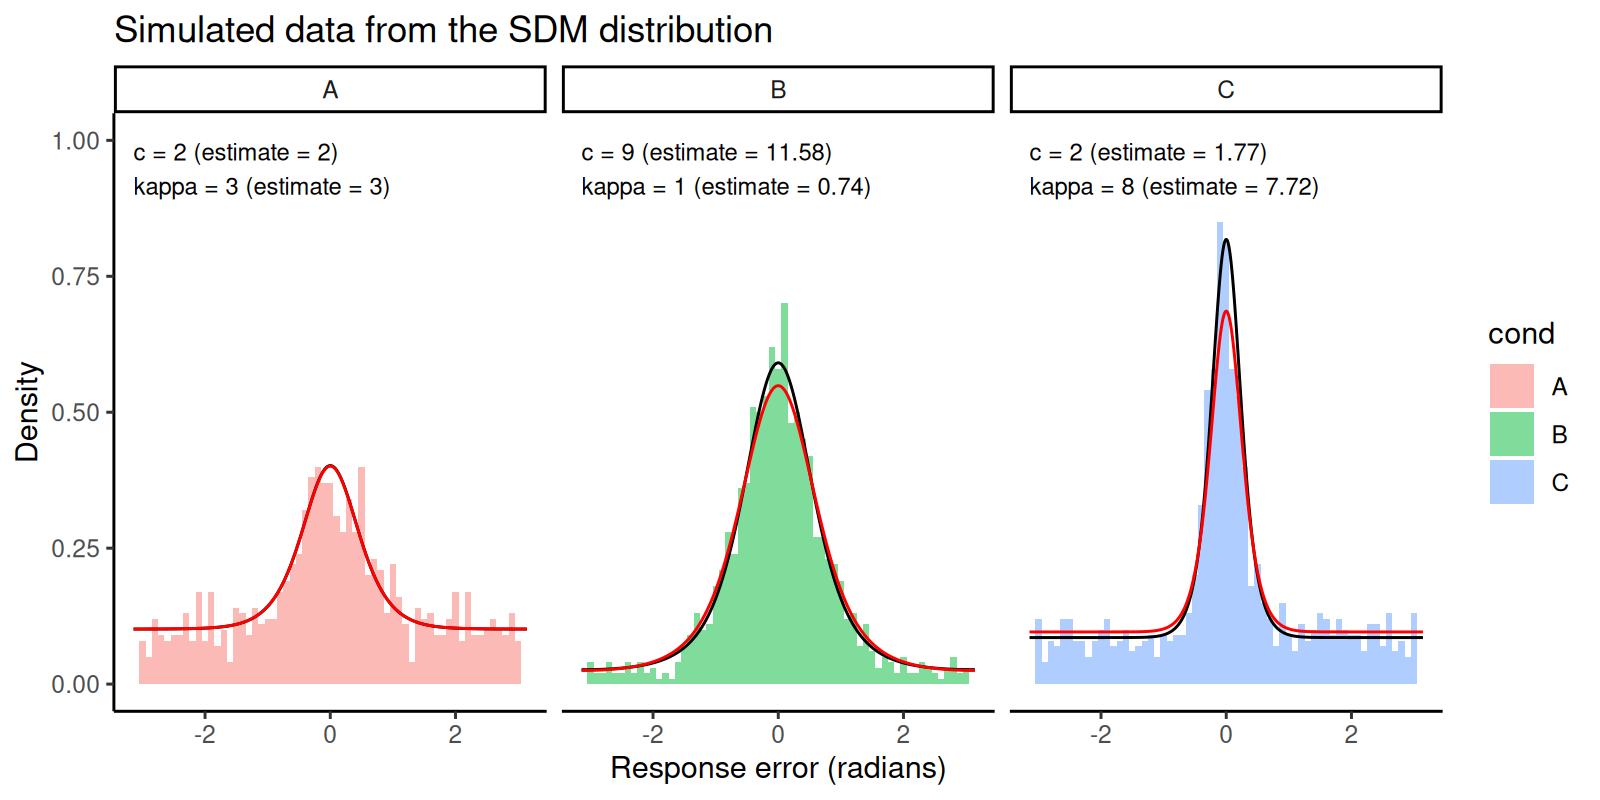 Simulated data from the SDM distribution
A
B
C
c = 2 (estimate = 2)
kappa = 3 (estimate = 3)
c = 9 (estimate = 11.58)
kappa = 1 (estimate = 0.74)
c = 2 (estimate = 1.77)
kappa = 8 (estimate = 7.72)
Density
1.00
0.75
0.50
0.25
0.00
-2
0
2
-2
0
2
-2
0
2
Response error (radians)
cond
A
B
C